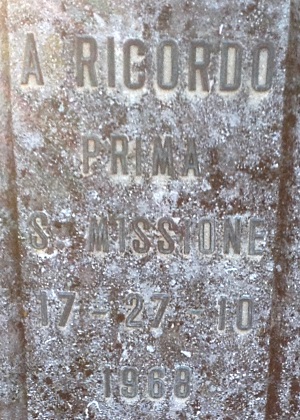 A RICORDO
PRIMA
S. MISSIONE
17-27-10
1968